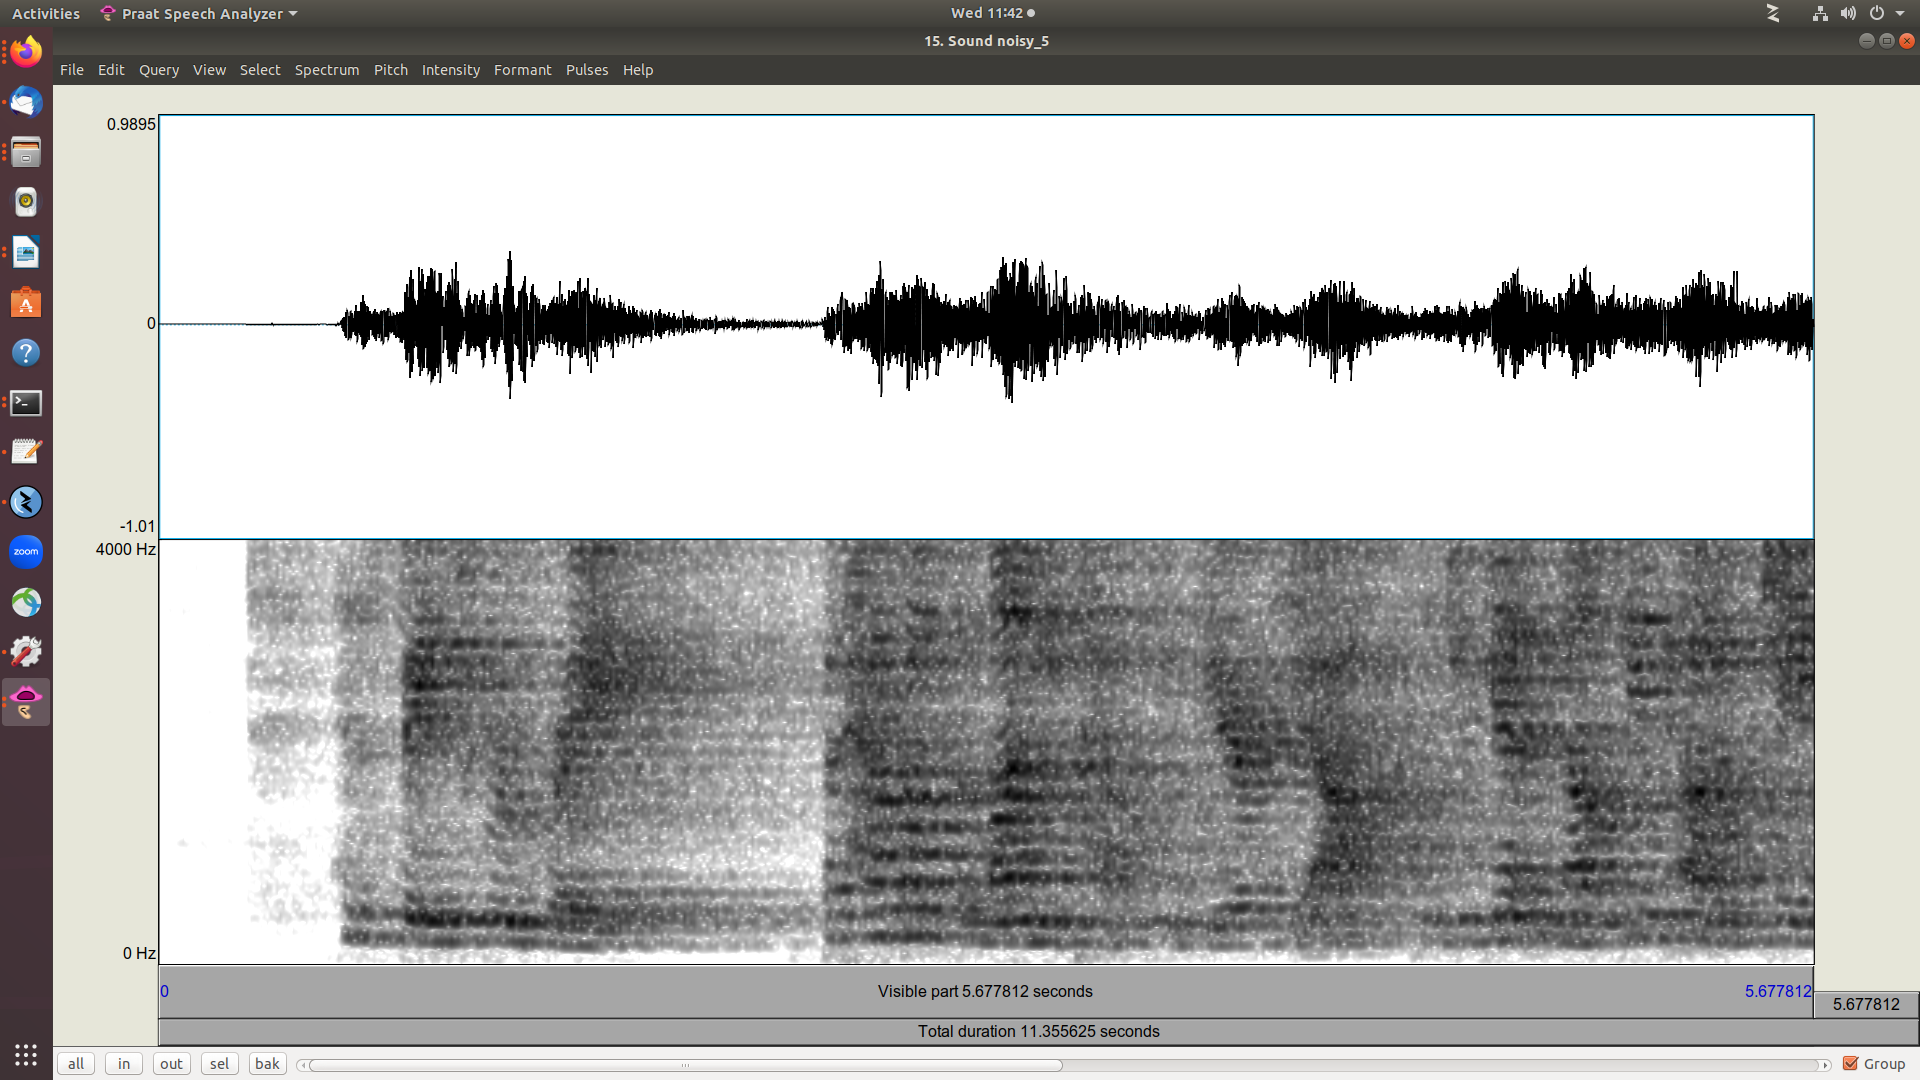 Activities Praat Speech Analyzer Wed 11:42
15. Sound noisy_5
File Edit Query View Select Spectrum Pitch Intensity Formant Pulses Help
0.9895
0
-1.01
4000 Hz
0 Hz
0 Visible part 5.677812 seconds 5.677812
5.677812
Total duration 11.355625 seconds
all in out sel bak Group
zoom